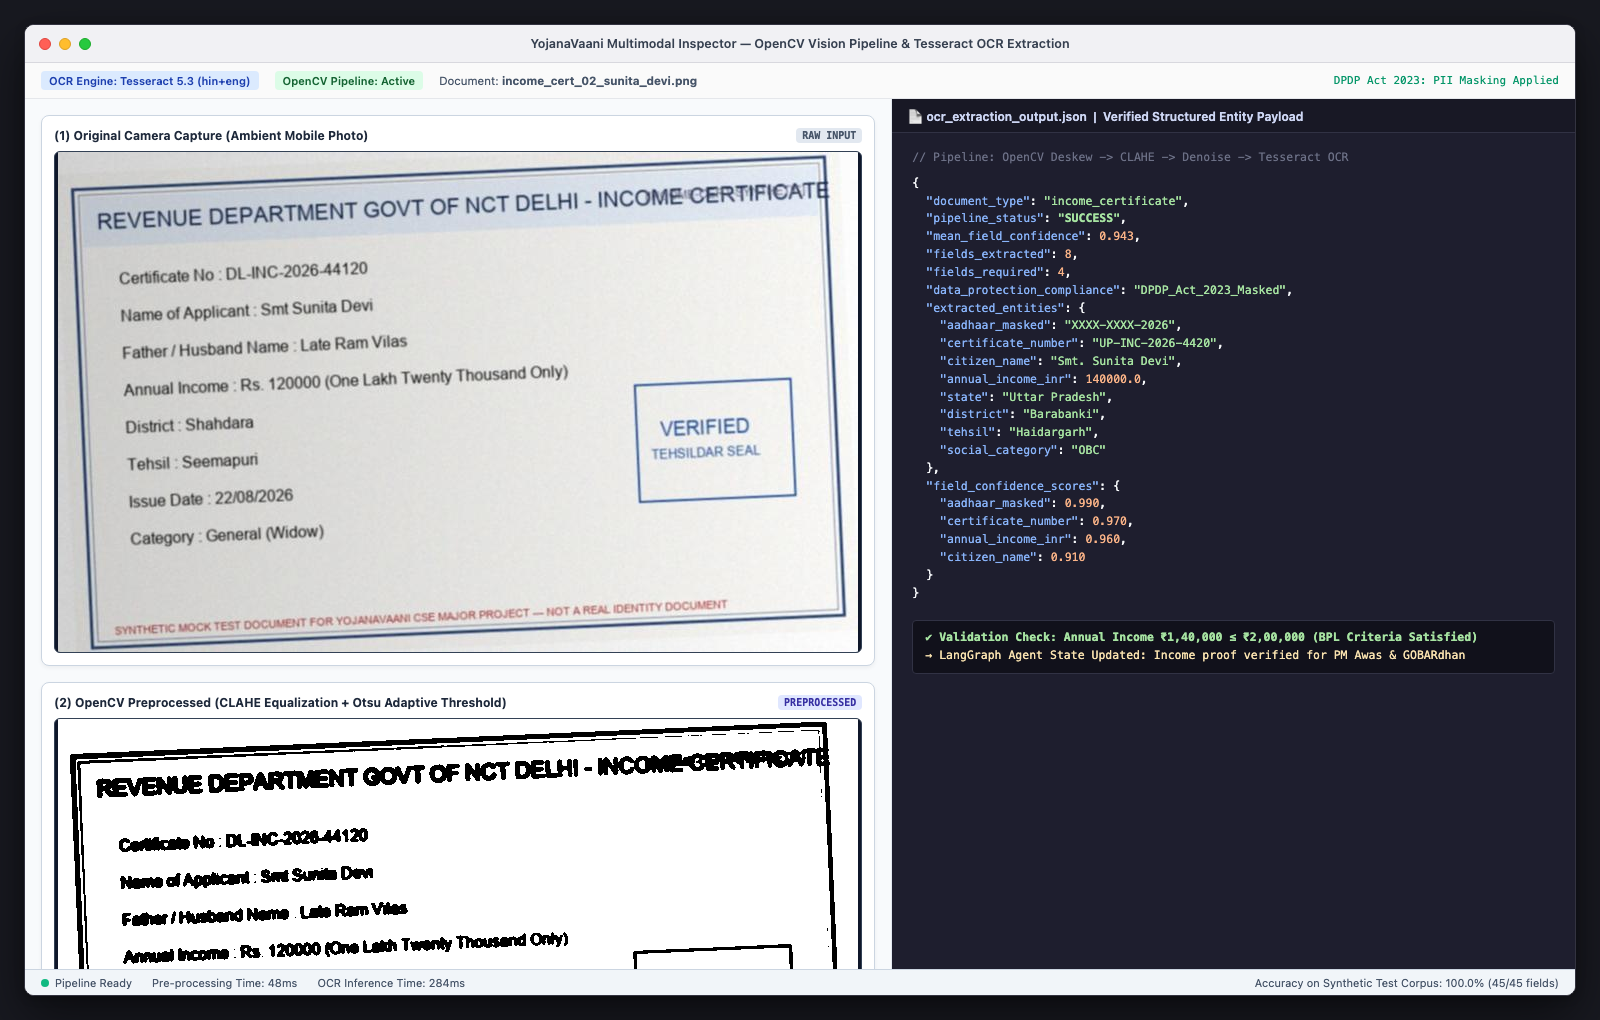 YojanaVaani Multimodal Inspector — OpenCV Vision Pipeline & Tesseract OCR Extraction
OCR Engine: Tesseract 5.3 (hin+eng)
OpenCV Pipeline: Active
Document: income_cert_02_sunita_devi.png
DPDP Act 2023: PII Masking Applied
(1) Original Camera Capture (Ambient Mobile Photo)
RAW INPUT
REVENUE DEPARTMENT GOVT OF NCT DELHI - INCOME CERTIFICATE
Certificate No : DL-INC-2026-44120
Name of Applicant : Smt Sunita Devi
Father / Husband Name : Late Ram Vilas
Annual Income : Rs. 120000 (One Lakh Twenty Thousand Only)
District : Shahdara
Tehsil : Seemapuri
Issue Date : 22/08/2026
Category : General (Widow)
VERIFIED
TEHSILDAR SEAL
SYNTHETIC MOCK TEST DOCUMENT FOR YOJANAVAANI CSE MAJOR PROJECT — NOT A REAL IDENTITY DOCUMENT
(2) OpenCV Preprocessed (CLAHE Equalization + Otsu Adaptive Threshold)
PREPROCESSED
REVENUE DEPARTMENT GOVT OF NCT DELHI - INCOME CERTIFICATE
Certificate No : DL-INC-2026-44120
Name of Applicant : Smt Sunita Devi
Father / Husband Name : Late Ram Vilas
Annual Income : Rs. 120000 (One Lakh Twenty Thousand Only)
ocr_extraction_output.json | Verified Structured Entity Payload
// Pipeline: OpenCV Deskew -> CLAHE -> Denoise -> Tesseract OCR
{
"document_type": "income_certificate",
"pipeline_status": "SUCCESS",
"mean_field_confidence": 0.943,
"fields_extracted": 8,
"fields_required": 4,
"data_protection_compliance": "DPDP_Act_2023_Masked",
"extracted_entities": {
"aadhaar_masked": "XXXX-XXXX-2026",
"certificate_number": "UP-INC-2026-4420",
"citizen_name": "Smt. Sunita Devi",
"annual_income_inr": 140000.0,
"state": "Uttar Pradesh",
"district": "Barabanki",
"tehsil": "Haidargarh",
"social_category": "OBC"
},
"field_confidence_scores": {
"aadhaar_masked": 0.990,
"certificate_number": 0.970,
"annual_income_inr": 0.960,
"citizen_name": 0.910
}
}
✔ Validation Check: Annual Income ₹1,40,000 ≤ ₹2,00,000 (BPL Criteria Satisfied)
→ LangGraph Agent State Updated: Income proof verified for PM Awas & GOBARdhan
Pipeline Ready
Pre-processing Time: 48ms
OCR Inference Time: 284ms
Accuracy on Synthetic Test Corpus: 100.0% (45/45 fields)